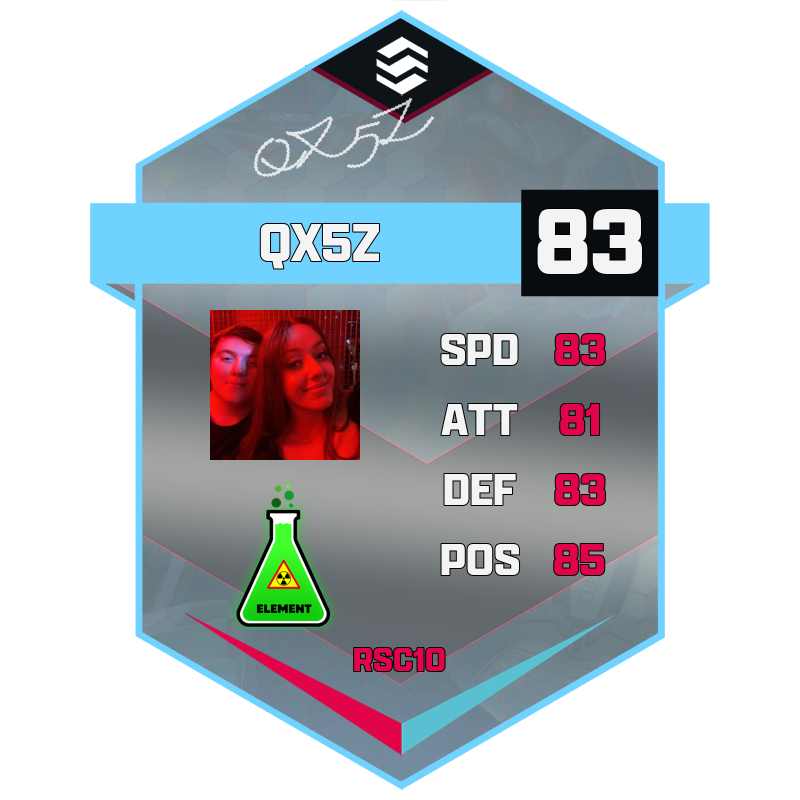 QX5Z
QX5Z 83
SPD 83
ATT 81
DEF 83
POS 85
ELEMENT
RSC10